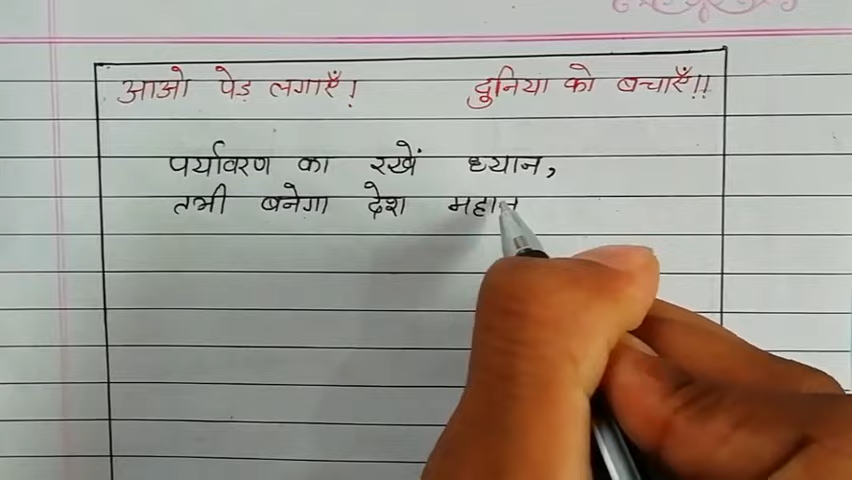 आओ पेड़ लगाएँ! दुनिया को बचाएँ!!
पर्यावरण का रखें ध्यान,
तभी बनेगा देश महान